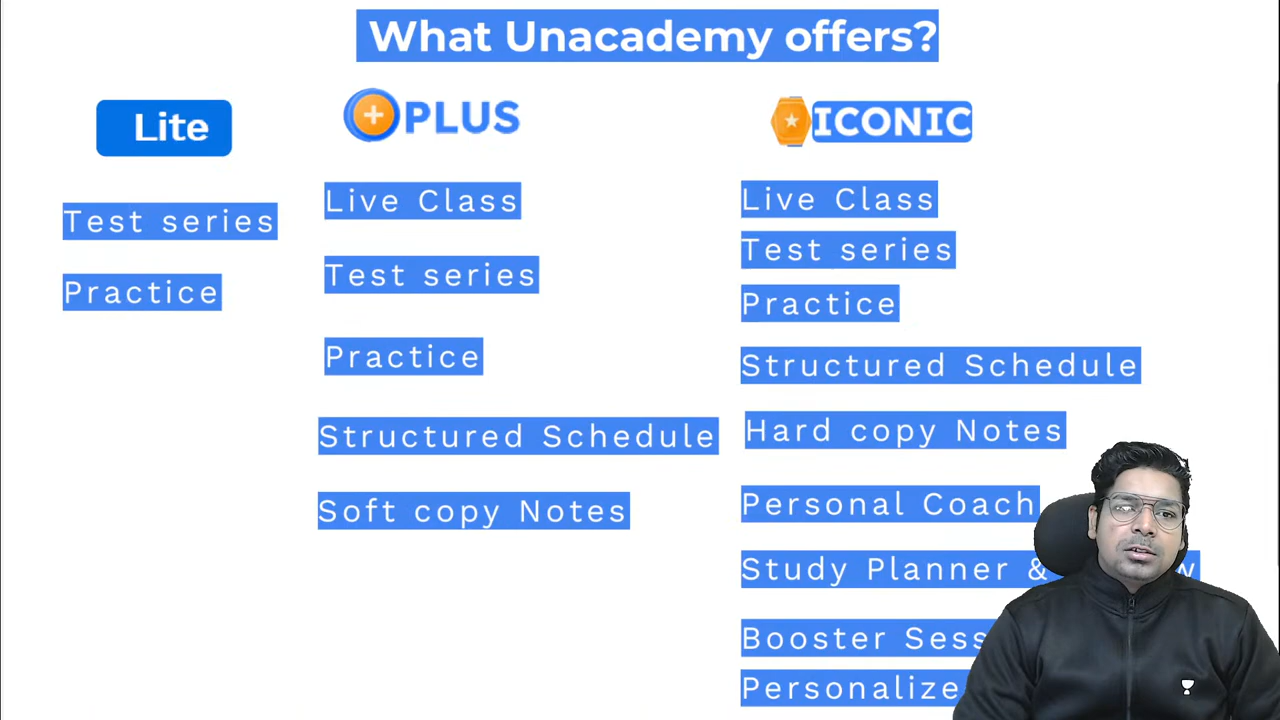 What Unacademy offers?
Lite
Test series
Practice
PLUS
Live Class
Test series
Practice
Structured Schedule
Soft copy Notes
ICONIC
Live Class
Test series
Practice
Structured Schedule
Hard copy Notes
Personal Coach
Study Planner &
Booster